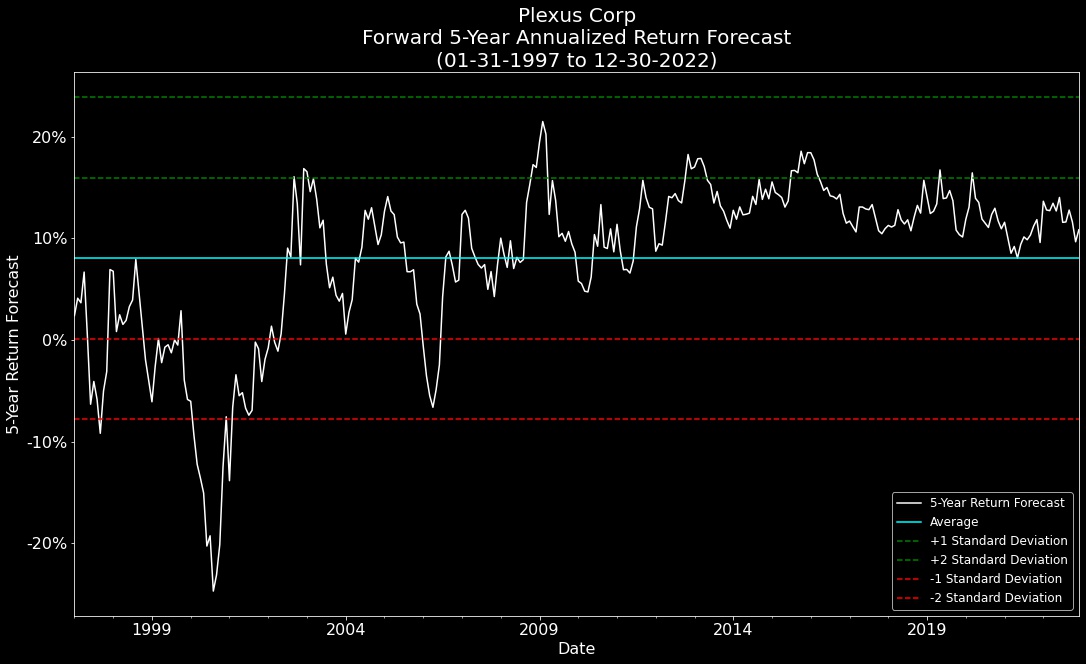 Plexus Corp
Forward 5-Year Annualized Return Forecast
(01-31-1997 to 12-30-2022)
5-Year Return Forecast
20%
10%
0%
-10%
-20%
5-Year Return Forecast
Average
+1 Standard Deviation
+2 Standard Deviation
-1 Standard Deviation
-2 Standard Deviation
1999
2004
2009
2014
2019
Date